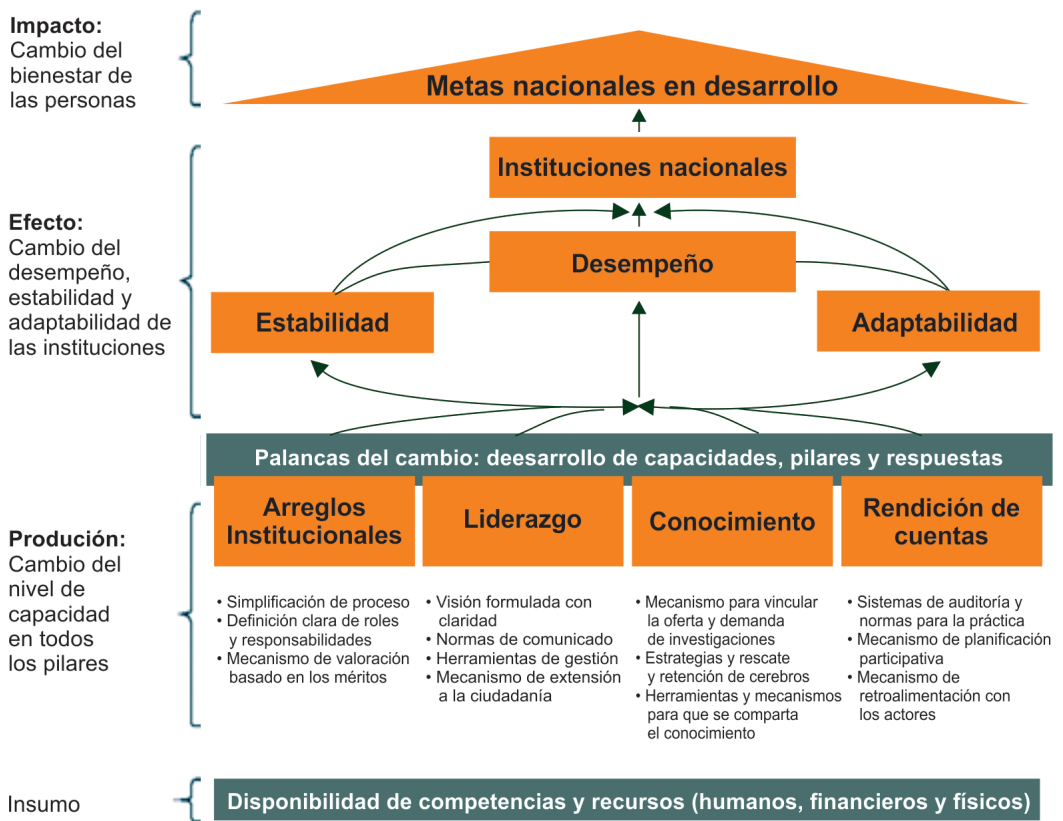 Impacto:
Cambio del
bienestar de
las personas
Metas nacionales en desarrollo
Instituciones nacionales
Efecto:
Cambio del
desempeño,
estabilidad y
adaptabilidad de
las instituciones
Desempeño
Estabilidad
Adaptabilidad
Palancas del cambio: deesarrollo de capacidades, pilares y respuestas
Produción:
Cambio del
nivel de
capacidad
en todos
los pilares
Arreglos
Institucionales
Liderazgo
Conocimiento
Rendición de
cuentas
• Simplificación de proceso
• Definición clara de roles
y responsabilidades
• Mecanismo de valoración
basado en los méritos
• Visión formulada con
claridad
• Normas de comunicado
• Herramientas de gestión
• Mecanismo de extensión
a la ciudadanía
• Mecanismo para vincular
la oferta y demanda
de investigaciones
• Estrategias y rescate
y retención de cerebros
• Herramientas y mecanismos
para que se comparta
el conocimiento
• Sistemas de auditoría y
normas para la práctica
• Mecanismo de planificación
participativa
• Mecanismo de
retroalimentación con
los actores
Insumo
Disponibilidad de competencias y recursos (humanos, financieros y físicos)